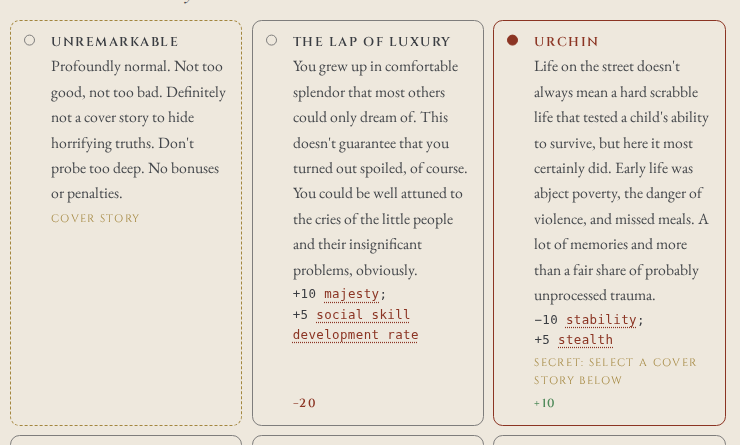 UNREMARKABLE
Profoundly normal. Not too
good, not too bad. Definitely
not a cover story to hide
horrifying truths. Don't
probe too deep. No bonuses
or penalties.
COVER STORY
THE LAP OF LUXURY
You grew up in comfortable
splendor that most others
could only dream of. This
doesn't guarantee that you
turned out spoiled, of course.
You could be well attuned to
the cries of the little people
and their insignificant
problems, obviously.
+10 majesty;
+5 social skill
development rate
−20
URCHIN
Life on the street doesn't
always mean a hard scrabble
life that tested a child's ability
to survive, but here it most
certainly did. Early life was
abject poverty, the danger of
violence, and missed meals. A
lot of memories and more
than a fair share of probably
unprocessed trauma.
−10 stability;
+5 stealth
SECRET: SELECT A COVER
STORY BELOW
+10